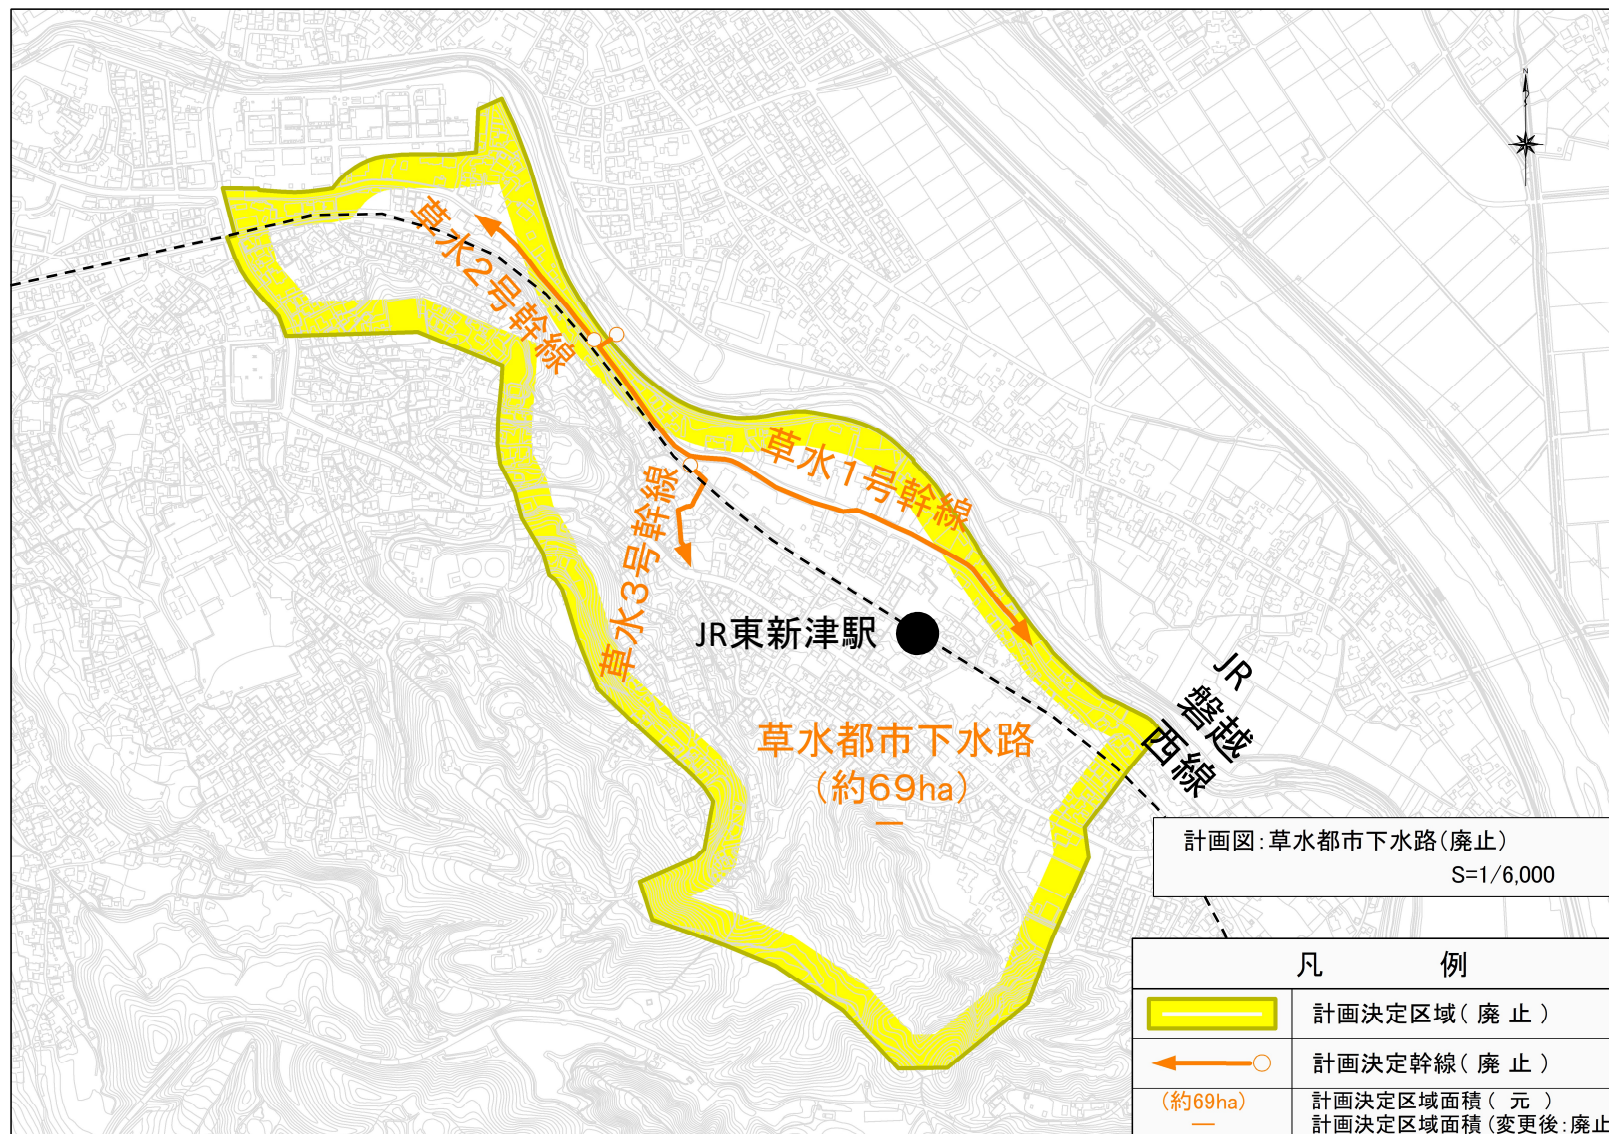 N
草水2号幹線
草水1号幹線
草水3号幹線
JR東新津駅
JR
磐越
西線
草水都市下水路
(約69ha)
―
計画図:草水都市下水路(廃止)
S=1/6,000
凡 例
計画決定区域( 廃 止 )
計画決定幹線( 廃 止 )
(約69ha) 計画決定区域面積( 元 )
― 計画決定区域面積(変更後:廃止